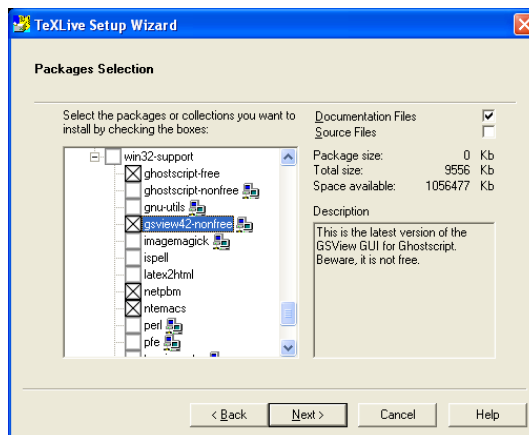 TeXLive Setup Wizard
Packages Selection
Select the packages or collections you want to
install by checking the boxes:
win32-support
ghostscript-free
ghostscript-nonfree
gnu-utils
gsview42-nonfree
imagemagick
ispell
latex2html
netpbm
ntemacs
perl
pfe
Documentation Files
Source Files
Package size: 0 Kb
Total size: 9556 Kb
Space available: 1056477 Kb
Description
This is the latest version of the
GSView GUI for Ghostscript.
Beware, it is not free.
< Back
Next >
Cancel
Help